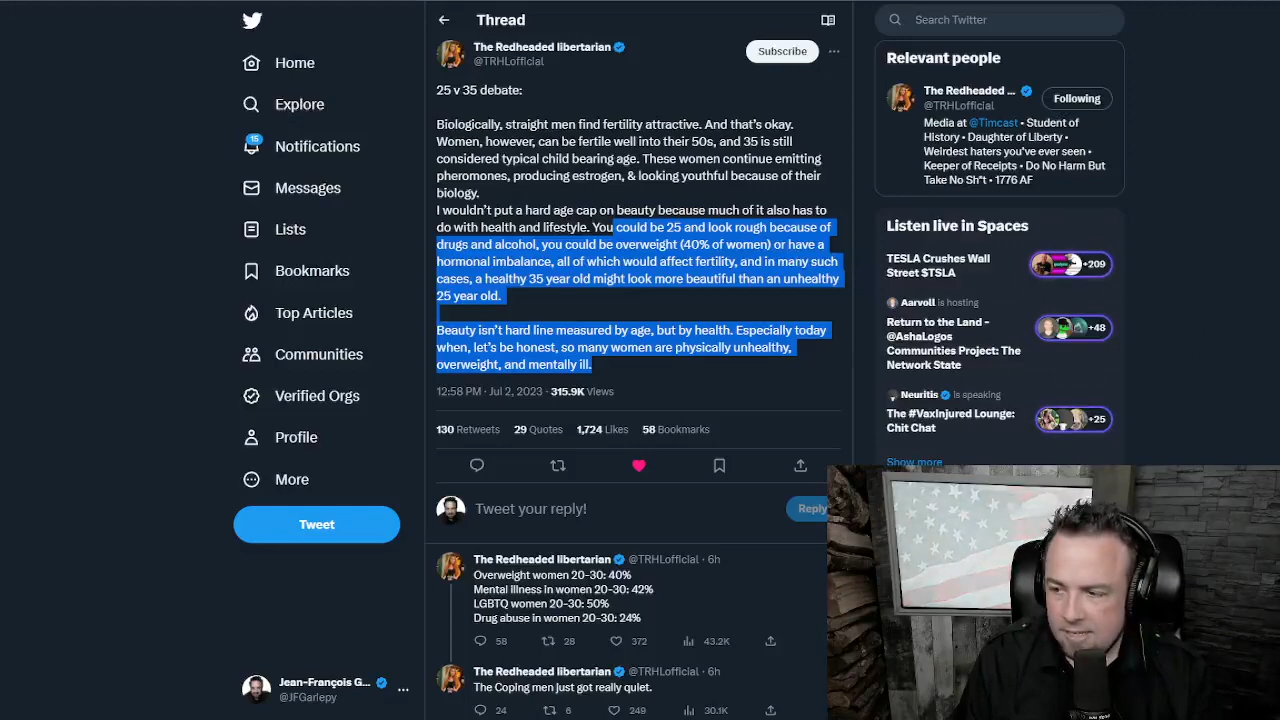 Home
Explore
15
Notifications
Messages
Lists
Bookmarks
Top Articles
Communities
Verified Orgs
Profile
More
Tweet
Jean-François G...
@JFGariepy
Thread
The Redheaded libertarian
@TRHLofficial
Subscribe
25 v 35 debate:
Biologically, straight men find fertility attractive. And that's okay.
Women, however, can be fertile well into their 50s, and 35 is still
considered typical child bearing age. These women continue emitting
pheromones, producing estrogen, & looking youthful because of their
biology.
I wouldn't put a hard age cap on beauty because much of it also has to
do with health and lifestyle. You could be 25 and look rough because of
drugs and alcohol, you could be overweight (40% of women) or have a
hormonal imbalance, all of which would affect fertility, and in many such
cases, a healthy 35 year old might look more beautiful than an unhealthy
25 year old.
Beauty isn't hard line measured by age, but by health. Especially today
when, let's be honest, so many women are physically unhealthy,
overweight, and mentally ill.
12:58 PM · Jul 2, 2023 · 315.9K Views
130 Retweets 29 Quotes 1,724 Likes 58 Bookmarks
Tweet your reply!
Reply
The Redheaded libertarian @TRHLofficial · 6h
Overweight women 20-30: 40%
Mental illness in women 20-30: 42%
LGBTQ women 20-30: 50%
Drug abuse in women 20-30: 24%
58 28 372 43.2K
The Redheaded libertarian @TRHLofficial · 6h
The Coping men just got really quiet.
24 6 249 30.1K
Search Twitter
Relevant people
The Redheaded ...
@TRHLofficial
Following
Media at @Timcast • Student of
History • Daughter of Liberty •
Weirdest haters you've ever seen •
Keeper of Receipts • Do No Harm But
Take No Sh*t • 1776 AF
Listen live in Spaces
TESLA Crushes Wall
Street $TSLA
+209
Aarvoll is hosting
Return to the Land -
@AshaLogos
Communities Project: The
Network State
+48
Neuritis is speaking
The #VaxInjured Lounge:
Chit Chat
+25
Show more